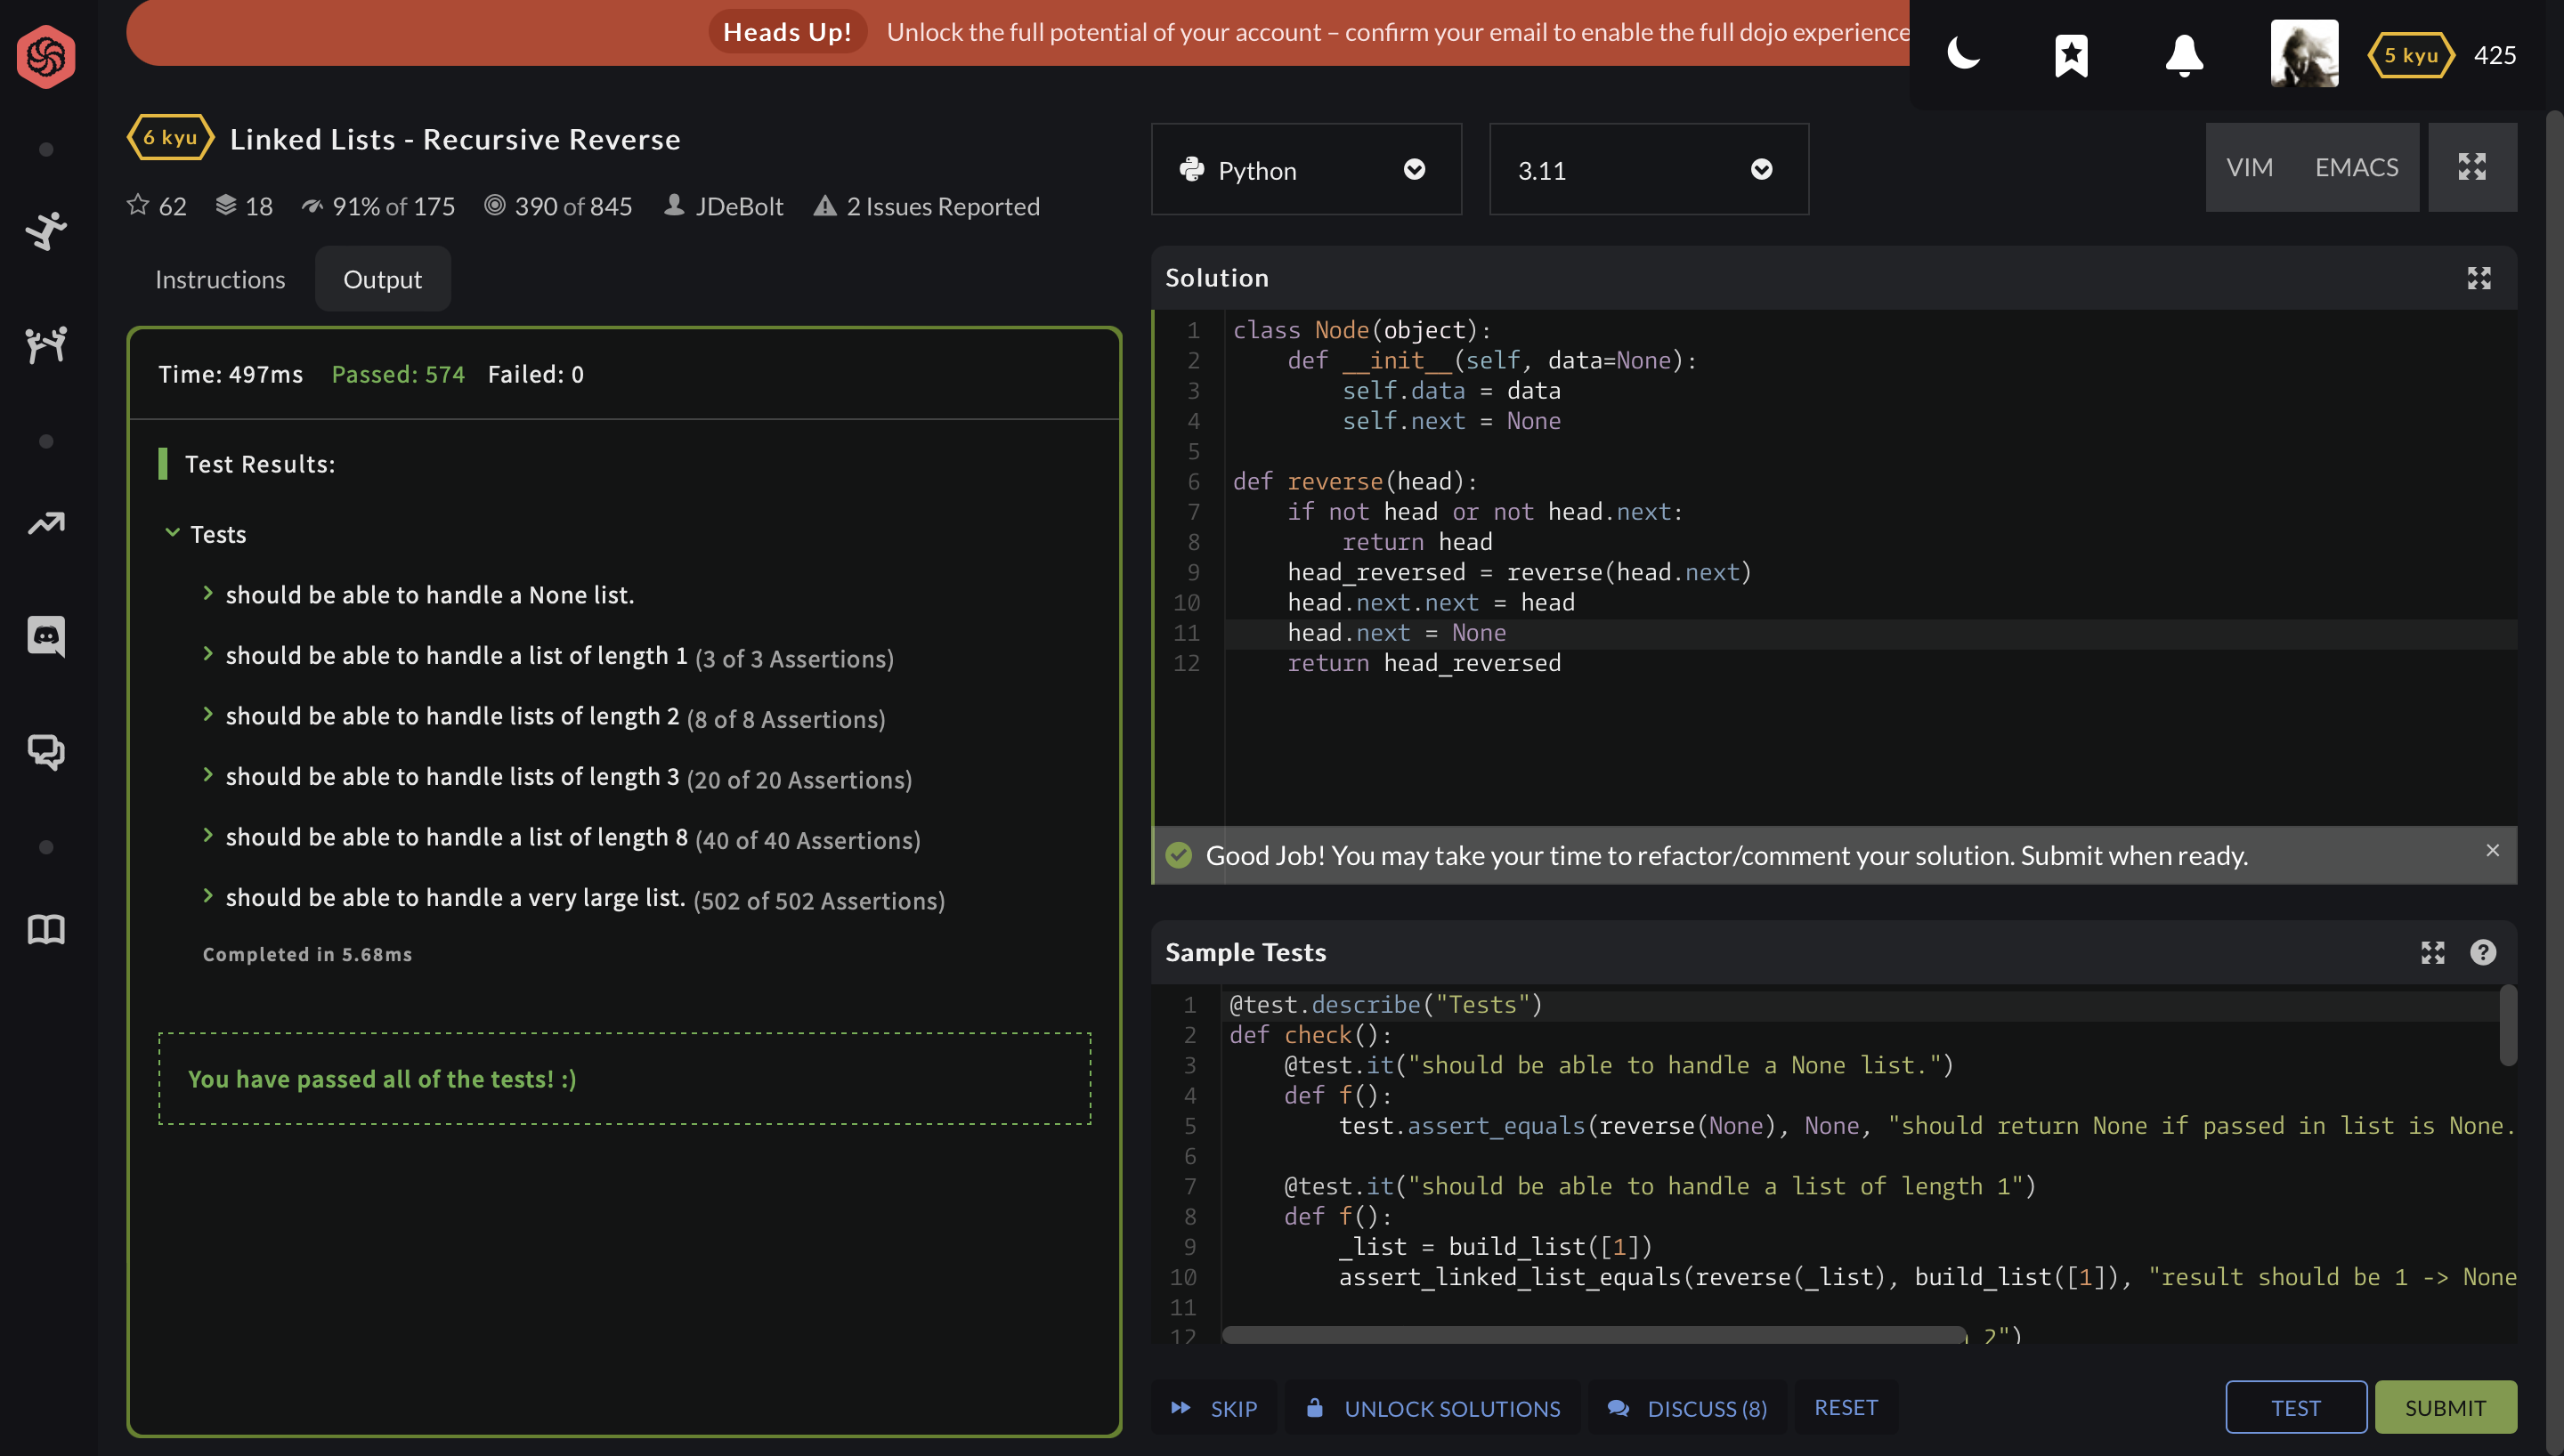 Heads Up! Unlock the full potential of your account – confirm your email to enable the full dojo experience
5 kyu 425
6 kyu Linked Lists - Recursive Reverse
62 18 91% of 175 390 of 845 JDeBolt 2 Issues Reported
Instructions Output
Time: 497ms Passed: 574 Failed: 0
Test Results:
Tests
should be able to handle a None list.
should be able to handle a list of length 1 (3 of 3 Assertions)
should be able to handle lists of length 2 (8 of 8 Assertions)
should be able to handle lists of length 3 (20 of 20 Assertions)
should be able to handle a list of length 8 (40 of 40 Assertions)
should be able to handle a very large list. (502 of 502 Assertions)
Completed in 5.68ms
You have passed all of the tests! :)
Python 3.11 VIM EMACS
Solution
1 class Node(object):
2     def __init__(self, data=None):
3         self.data = data
4         self.next = None
5
6 def reverse(head):
7     if not head or not head.next:
8         return head
9     head_reversed = reverse(head.next)
10     head.next.next = head
11     head.next = None
12     return head_reversed
Good Job! You may take your time to refactor/comment your solution. Submit when ready.
Sample Tests
1 @test.describe("Tests")
2 def check():
3     @test.it("should be able to handle a None list.")
4     def f():
5         test.assert_equals(reverse(None), None, "should return None if passed in list is None.
6
7     @test.it("should be able to handle a list of length 1")
8     def f():
9         _list = build_list([1])
10         assert_linked_list_equals(reverse(_list), build_list([1]), "result should be 1 -> None
11
12 2")
SKIP UNLOCK SOLUTIONS DISCUSS (8) RESET TEST SUBMIT